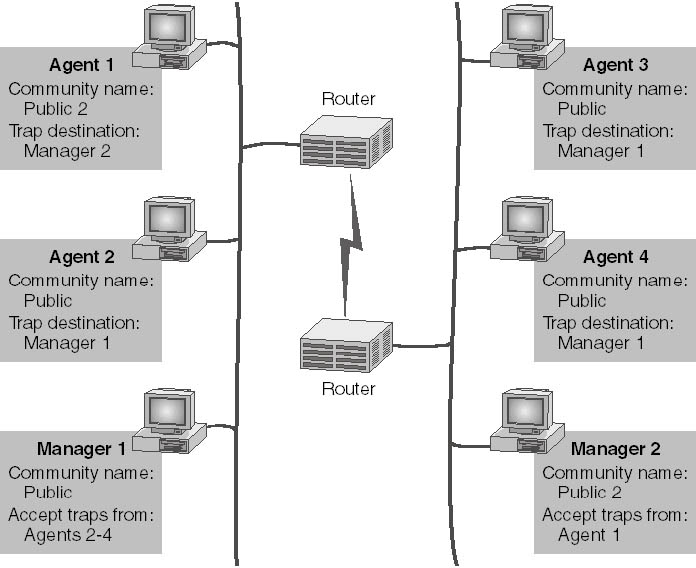 Agent 1
Community name:
Public 2
Trap destination:
Manager 2
Agent 2
Community name:
Public
Trap destination:
Manager 1
Manager 1
Community name:
Public
Accept traps from:
Agents 2-4
Router
Router
Agent 3
Community name:
Public
Trap destination:
Manager 1
Agent 4
Community name:
Public
Trap destination:
Manager 1
Manager 2
Community name:
Public 2
Accept traps from:
Agent 1